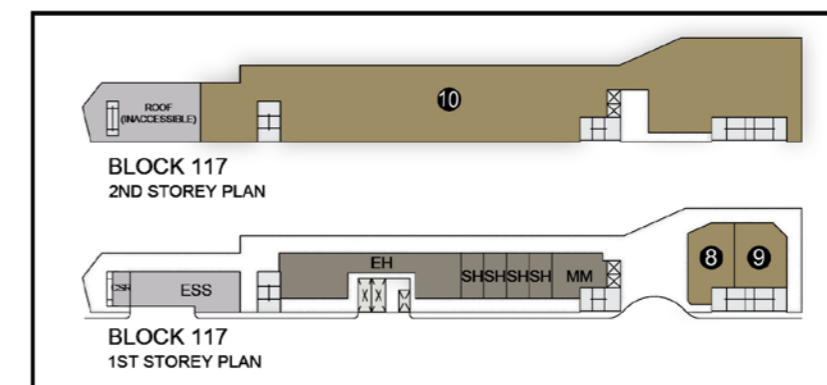 ROOF
(INACCESSIBLE)
10
BLOCK 117
2ND STOREY PLAN
EH
SH SH SH SH MM
8 9
CSR
ESS
BLOCK 117
1ST STOREY PLAN